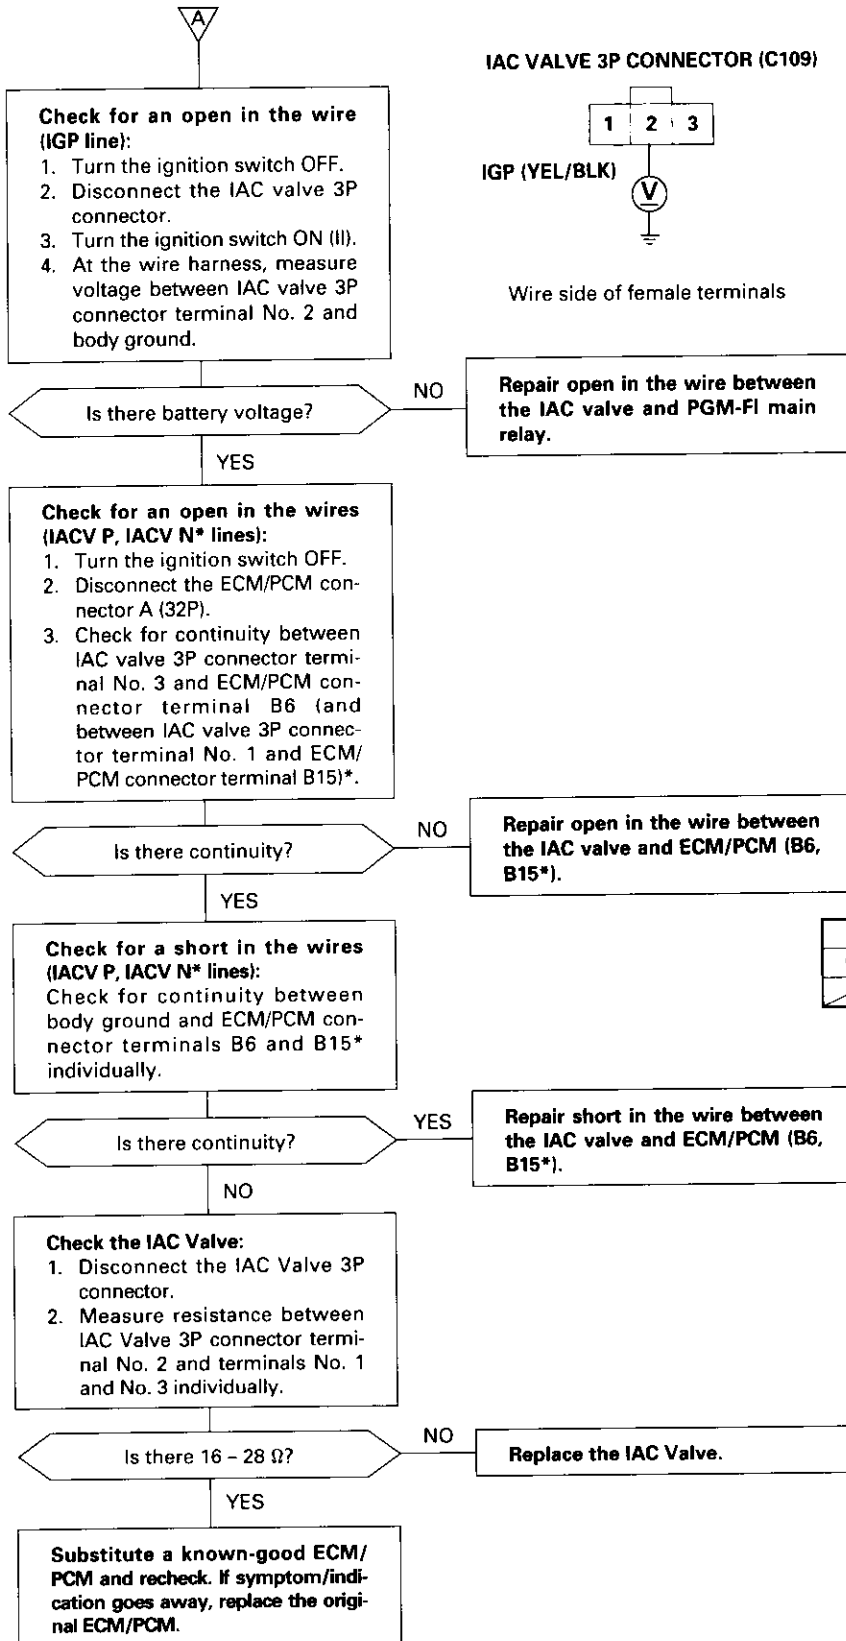 A
IAC VALVE 3P CONNECTOR (C109)
1 2 3
IGP (YEL/BLK)
V
Wire side of female terminals
Check for an open in the wire
(IGP line):
1. Turn the ignition switch OFF.
2. Disconnect the IAC valve 3P
connector.
3. Turn the ignition switch ON (II).
4. At the wire harness, measure
voltage between IAC valve 3P
connector terminal No. 2 and
body ground.
Is there battery voltage?
NO
Repair open in the wire between
the IAC valve and PGM-FI main
relay.
YES
Check for an open in the wires
(IACV P, IACV N* lines):
1. Turn the ignition switch OFF.
2. Disconnect the ECM/PCM con-
nector A (32P).
3. Check for continuity between
IAC valve 3P connector termi-
nal No. 3 and ECM/PCM con-
nector terminal B6 (and
between IAC valve 3P connec-
tor terminal No. 1 and ECM/
PCM connector terminal B15)*.
Is there continuity?
NO
Repair open in the wire between
the IAC valve and ECM/PCM (B6,
B15*).
YES
Check for a short in the wires
(IACV P, IACV N* lines):
Check for continuity between
body ground and ECM/PCM con-
nector terminals B6 and B15*
individually.
Is there continuity?
YES
Repair short in the wire between
the IAC valve and ECM/PCM (B6,
B15*).
NO
Check the IAC Valve:
1. Disconnect the IAC Valve 3P
connector.
2. Measure resistance between
IAC Valve 3P connector termi-
nal No. 2 and terminals No. 1
and No. 3 individually.
Is there 16 – 28 Ω?
NO
Replace the IAC Valve.
YES
Substitute a known-good ECM/
PCM and recheck. If symptom/indi-
cation goes away, replace the origi-
nal ECM/PCM.